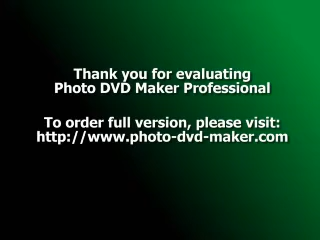 Thank you for evaluating
Photo DVD Maker Professional
To order full version, please visit:
http://www.photo-dvd-maker.com